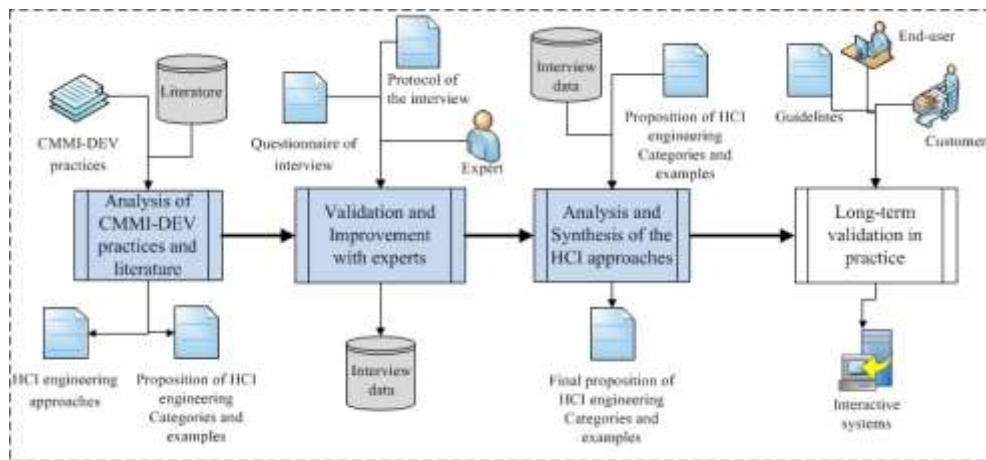 CMMI-DEV
practices
Literature
Analysis of
CMMI-DEV
practices and
literature
HCI engineering
approaches
Proposition of HCI
engineering
Categories and
examples
Questionnaire of
interview
Protocol of
the interview
Expert
Validation and
Improvement
with experts
Interview
data
Interview
data
Proposition of HCI
engineering
Categories and
examples
Analysis and
Synthesis of the
HCI approaches
Final proposition of
HCI engineering
Categories and
examples
Guidelines
End-user
Customer
Long-term
validation in
practice
Interactive
systems